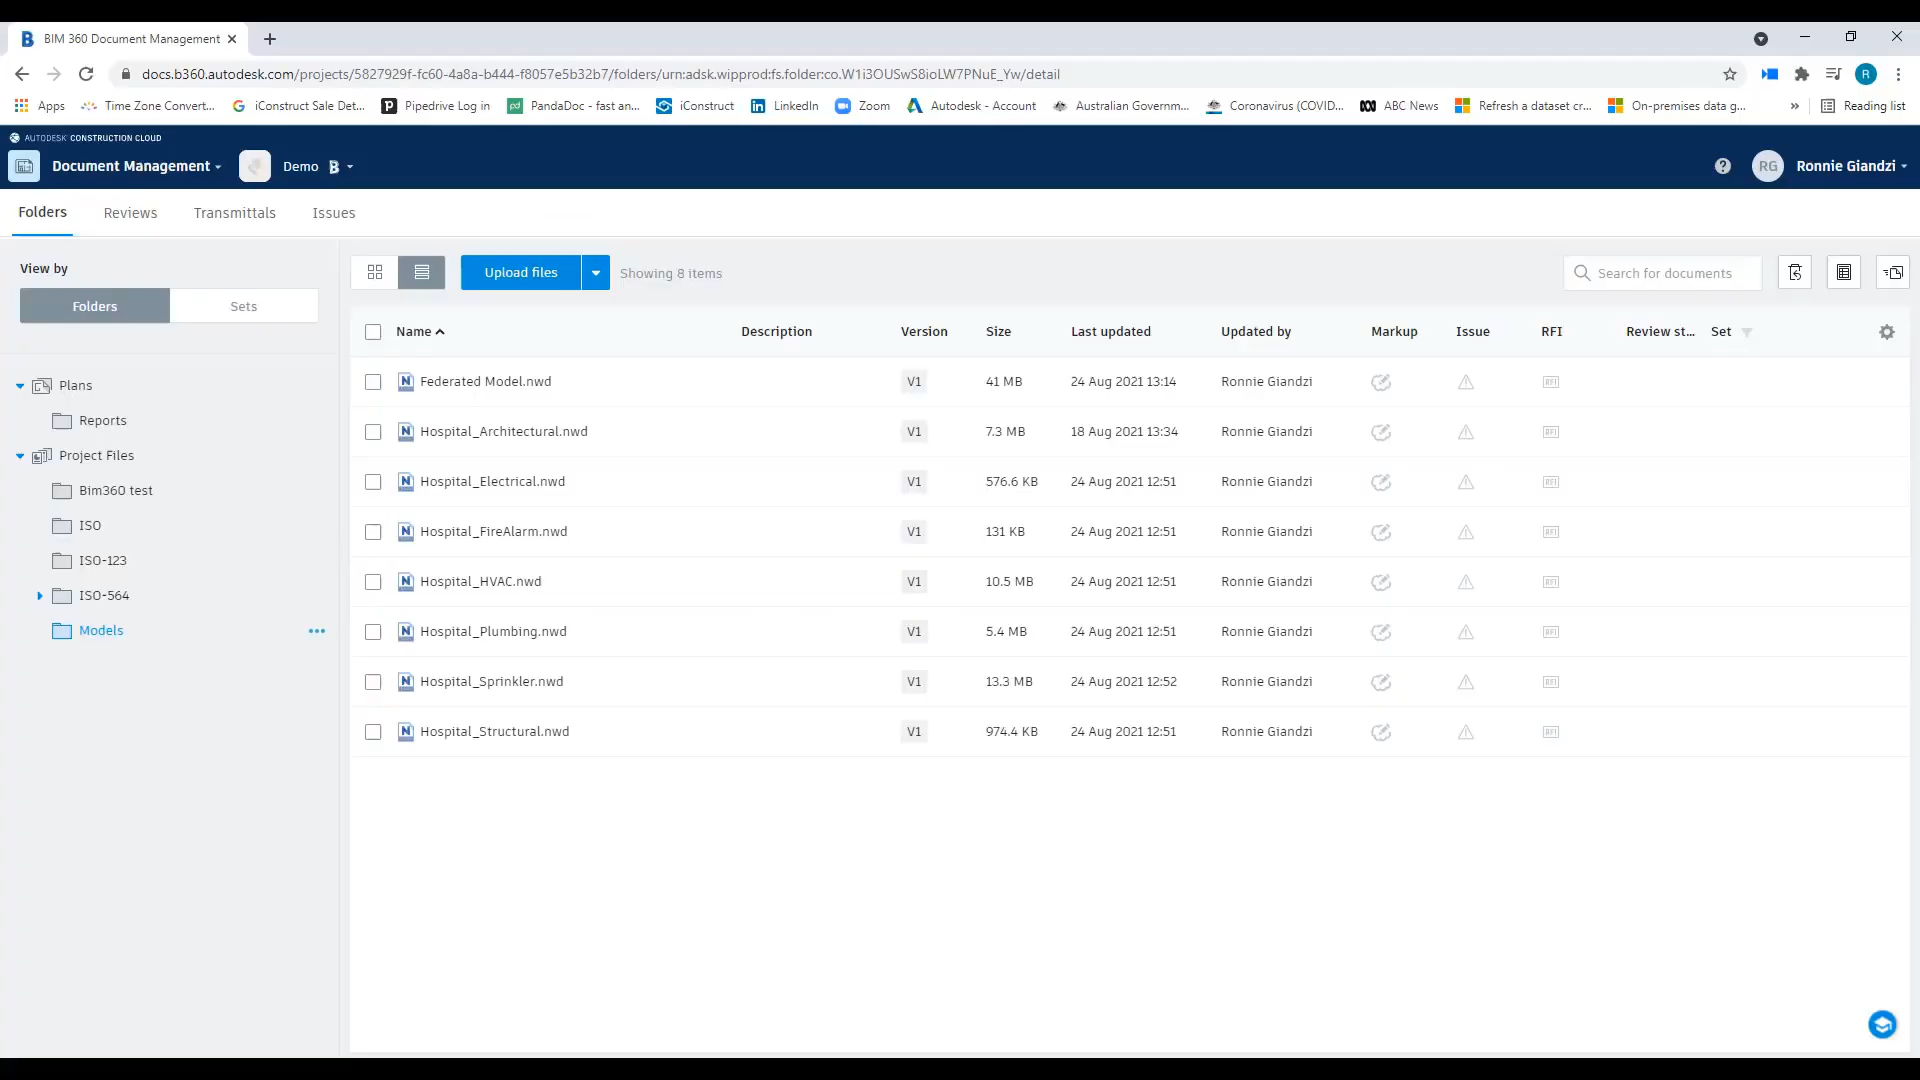 BIM 360 Document Management
docs.b360.autodesk.com/projects/5827929f-fc60-4a8a-b444-f8057e5b32b7/folders/urn:adsk.wipprod:fs.folder:co.W1i3OUSwS8ioLW7PNuE_Yw/detail
R
Apps Time Zone Convert... iConstruct Sale Det... Pipedrive Log in PandaDoc - fast an... iConstruct LinkedIn Zoom Autodesk - Account Australian Governm... Coronavirus (COVID... ABC News Refresh a dataset cr... On-premises data g... » Reading list
AUTODESK CONSTRUCTION CLOUD
Document Management Demo B RG Ronnie Giandzi
Folders Reviews Transmittals Issues
View by
Folders Sets
Plans
Reports
Project Files
Bim360 test
ISO
ISO-123
ISO-564
Models
Upload files Showing 8 items Search for documents
Name Description Version Size Last updated Updated by Markup Issue RFI Review st... Set
Federated Model.nwd V1 41 MB 24 Aug 2021 13:14 Ronnie Giandzi RFI
Hospital_Architectural.nwd V1 7.3 MB 18 Aug 2021 13:34 Ronnie Giandzi RFI
Hospital_Electrical.nwd V1 576.6 KB 24 Aug 2021 12:51 Ronnie Giandzi RFI
Hospital_FireAlarm.nwd V1 131 KB 24 Aug 2021 12:51 Ronnie Giandzi RFI
Hospital_HVAC.nwd V1 10.5 MB 24 Aug 2021 12:51 Ronnie Giandzi RFI
Hospital_Plumbing.nwd V1 5.4 MB 24 Aug 2021 12:51 Ronnie Giandzi RFI
Hospital_Sprinkler.nwd V1 13.3 MB 24 Aug 2021 12:52 Ronnie Giandzi RFI
Hospital_Structural.nwd V1 974.4 KB 24 Aug 2021 12:51 Ronnie Giandzi RFI